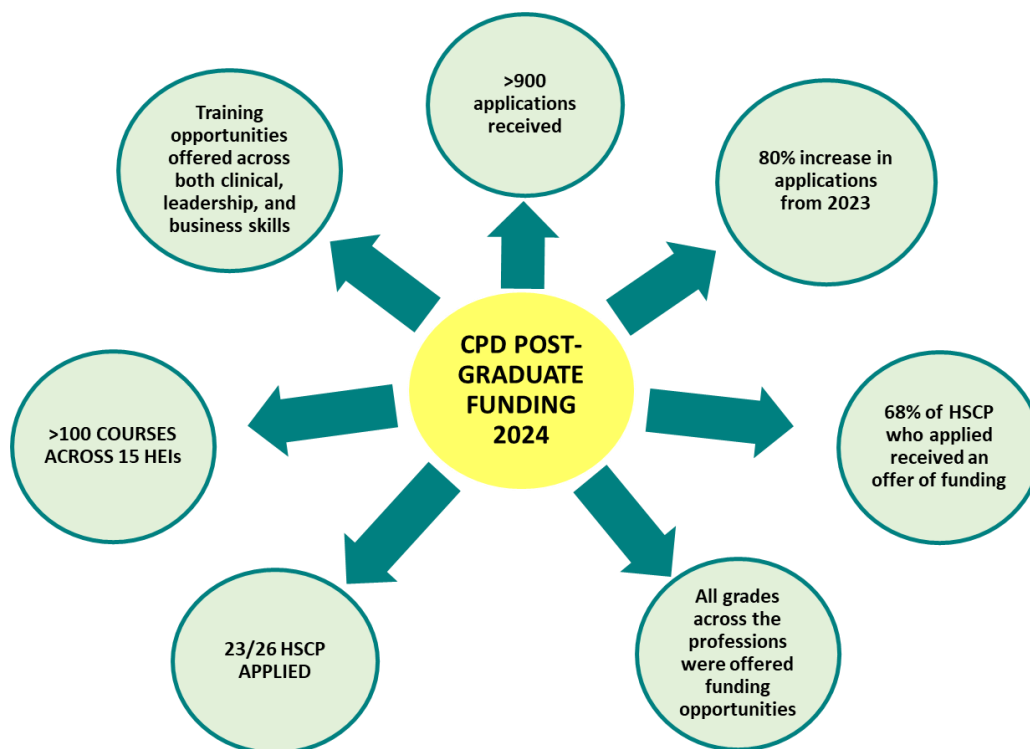 CPD POST-
GRADUATE
FUNDING
2024
>900
applications
received
80% increase in
applications
from 2023
68% of HSCP
who applied
received an
offer of funding
All grades
across the
professions
were offered
funding
opportunities
23/26 HSCP
APPLIED
>100 COURSES
ACROSS 15 HEIs
Training
opportunities
offered across
both clinical,
leadership, and
business skills